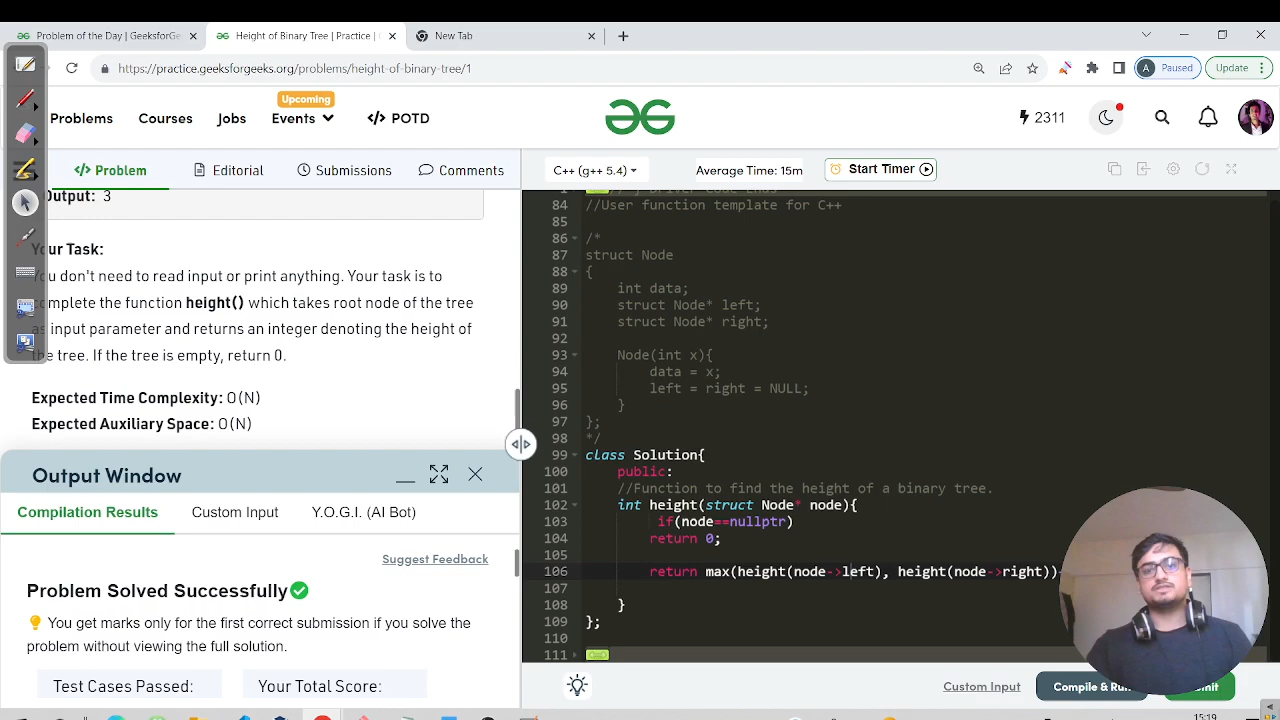 Problem of the Day | GeeksforGe
Height of Binary Tree | Practice |
New Tab
https://practice.geeksforgeeks.org/problems/height-of-binary-tree/1
A Paused
Update
Upcoming
Problems Courses Jobs Events </> POTD
2311
</> Problem Editorial Submissions Comments
C++ (g++ 5.4)
Average Time: 15m
Start Timer
Output: 3
Your Task:
You don't need to read input or print anything. Your task is to
complete the function height() which takes root node of the tree
as input parameter and returns an integer denoting the height of
the tree. If the tree is empty, return 0.
Expected Time Complexity: O(N)
Expected Auxiliary Space: O(N)
Output Window
Compilation Results Custom Input Y.O.G.I. (AI Bot)
Suggest Feedback
Problem Solved Successfully
You get marks only for the first correct submission if you solve the
problem without viewing the full solution.
Test Cases Passed: Your Total Score:
1 // } Driver Code Ends
84 //User function template for C++
85
86 /*
87 struct Node
88 {
89 int data;
90 struct Node* left;
91 struct Node* right;
92
93 Node(int x){
94 data = x;
95 left = right = NULL;
96 }
97 };
98 */
99 class Solution{
100 public:
101 //Function to find the height of a binary tree.
102 int height(struct Node* node){
103 if(node==nullptr)
104 return 0;
105
106 return max(height(node->left), height(node->right))
107
108 }
109 };
110
111
Custom Input
Compile & Run
15:19